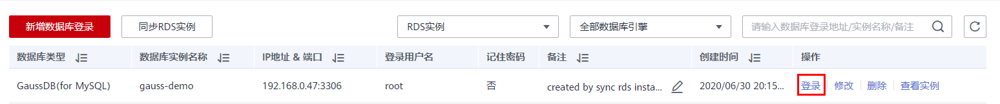 新增数据库登录 同步RDS实例 RDS实例 全部数据库引擎 请输入数据库登录地址/实例名称/备注
数据库类型 数据库实例名称 IP地址 & 端口 登录用户名 记住密码 备注 创建时间 操作
GaussDB(for MySQL) gauss-demo 192.168.0.47:3306 root 否 created by sync rds insta... 2020/06/30 20:15... 登录 修改 删除 查看实例